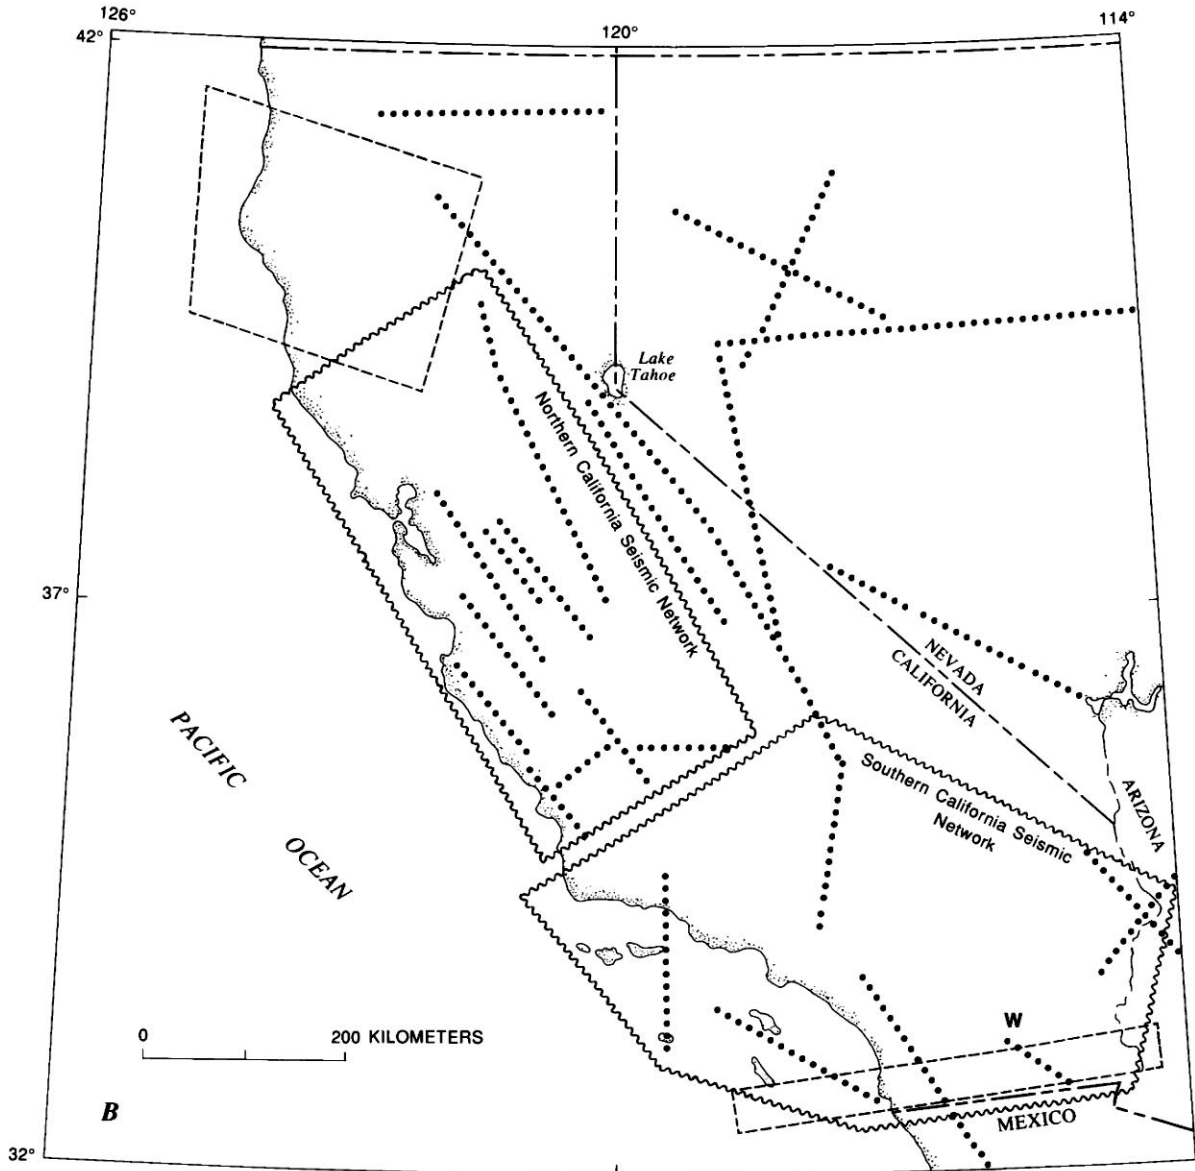 126°
120°
114°
42°
Lake
Tahoe
Northern California Seismic Network
37°
NEVADA
CALIFORNIA
PACIFIC
OCEAN
Southern California Seismic
Network
ARIZONA
W
0 200 KILOMETERS
B
MEXICO
32°